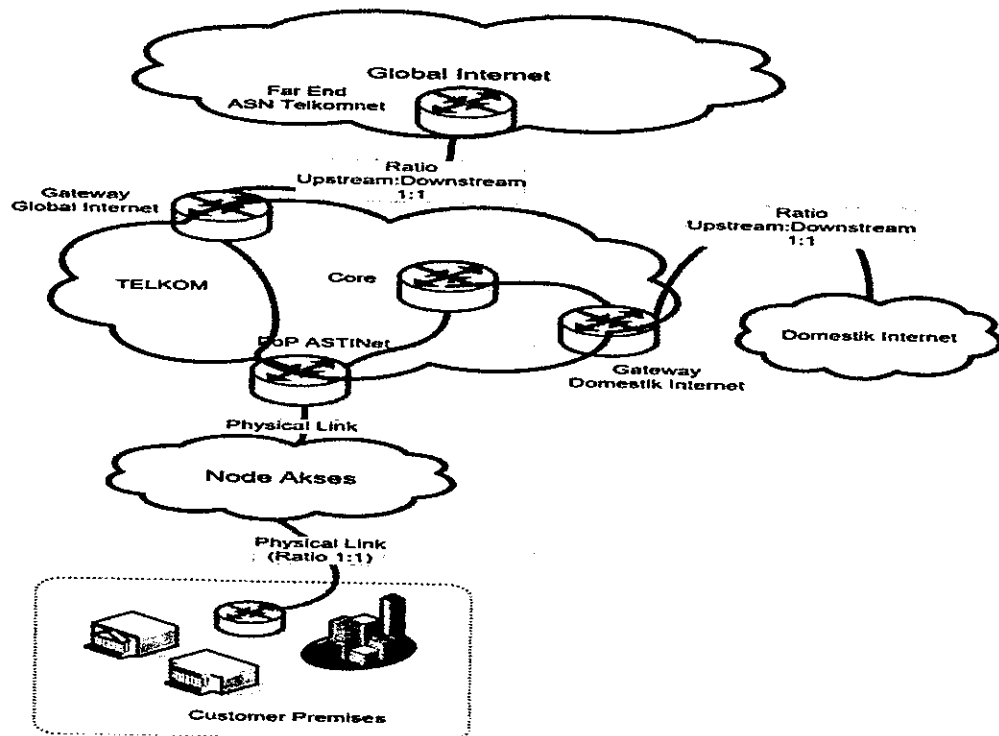 Global Internet
Far End
ASN Telkomnet
Ratio
Upstream:Downstream
1:1
Gateway
Global Internet
Ratio
Upstream:Downstream
1:1
TELKOM
Core
PoP ASTINet
Domestik Internet
Gateway
Domestik Internet
Physical Link
Node Akses
Physical Link
(Ratio 1:1)
Customer Premises